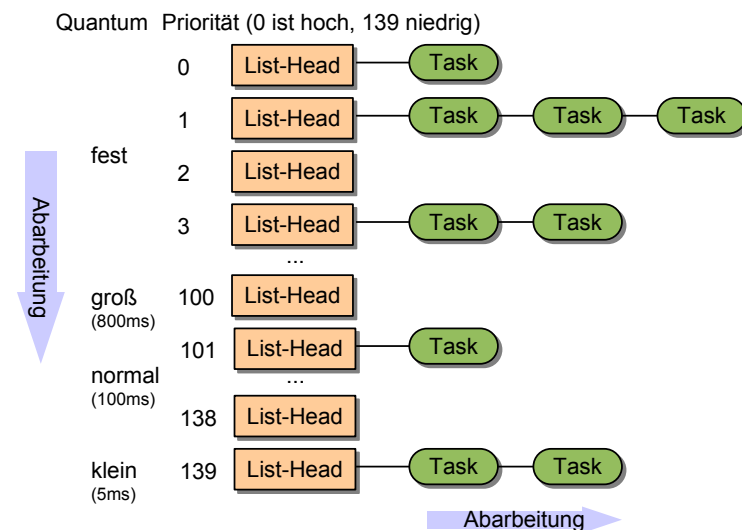 Quantum Priorität (0 ist hoch, 139 niedrig)
0 List-Head Task
1 List-Head Task Task Task
fest
2 List-Head
3 List-Head Task Task
...
Abarbeitung
groß 100 List-Head
(800ms)
101 List-Head Task
...
normal
(100ms)
138 List-Head
klein 139 List-Head Task Task
(5ms)
Abarbeitung